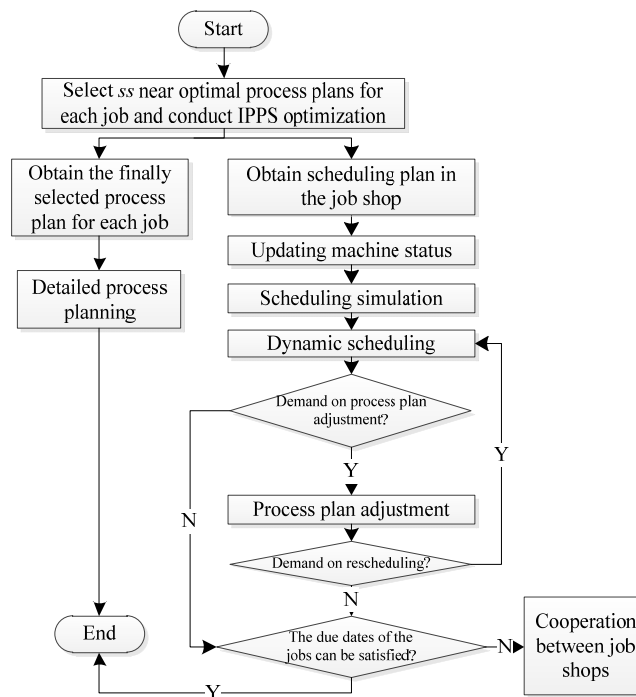 Start
Select ss near optimal process plans for
each job and conduct IPPS optimization
Obtain the finally
selected process
plan for each job
Obtain scheduling plan in
the job shop
Updating machine status
Detailed process
planning
Scheduling simulation
Dynamic scheduling
Demand on process plan
adjustment?
Y
Y
N
Process plan adjustment
Demand on rescheduling?
N
End
The due dates of the
jobs can be satisfied?
N
Cooperation
between job
shops
Y